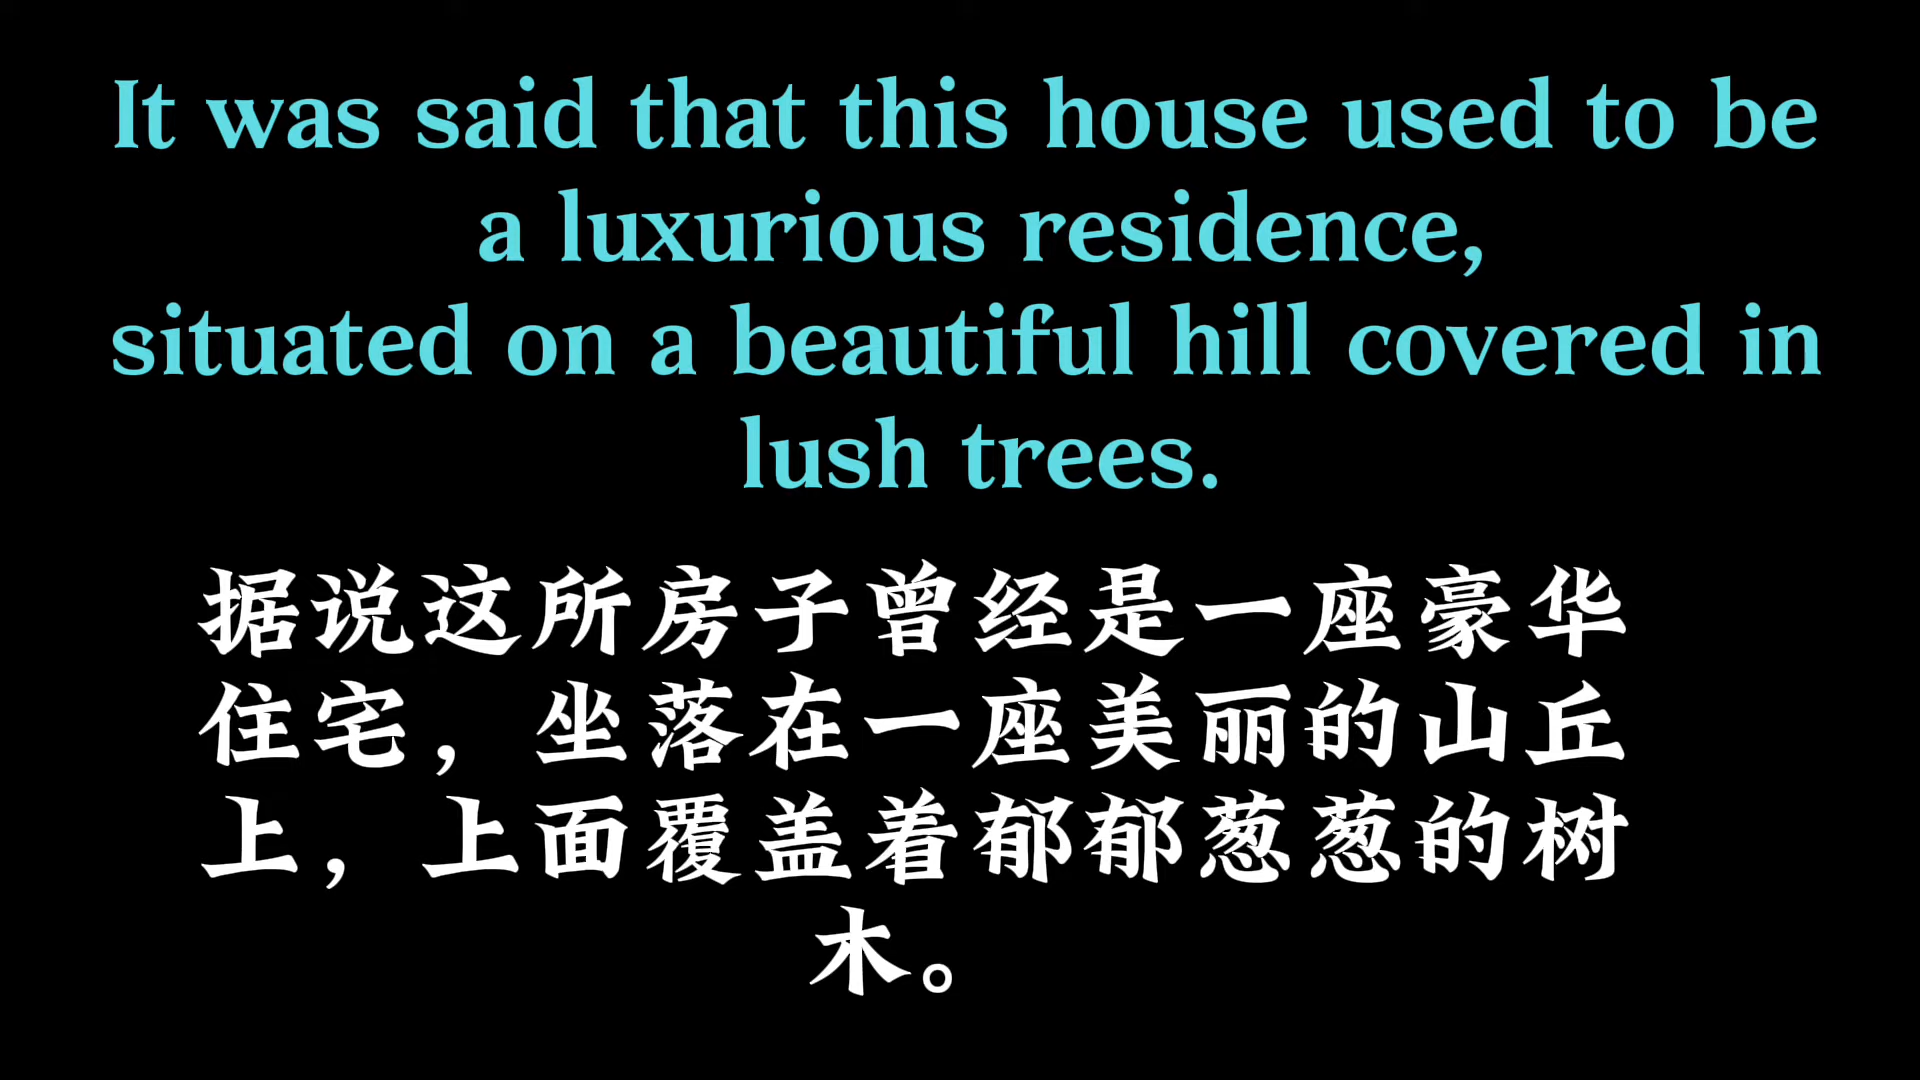 It was said that this house used to be
a luxurious residence,
situated on a beautiful hill covered in
lush trees.
据说这所房子曾经是一座豪华
住宅，坐落在一座美丽的山丘
上，上面覆盖着郁郁葱葱的树
木。